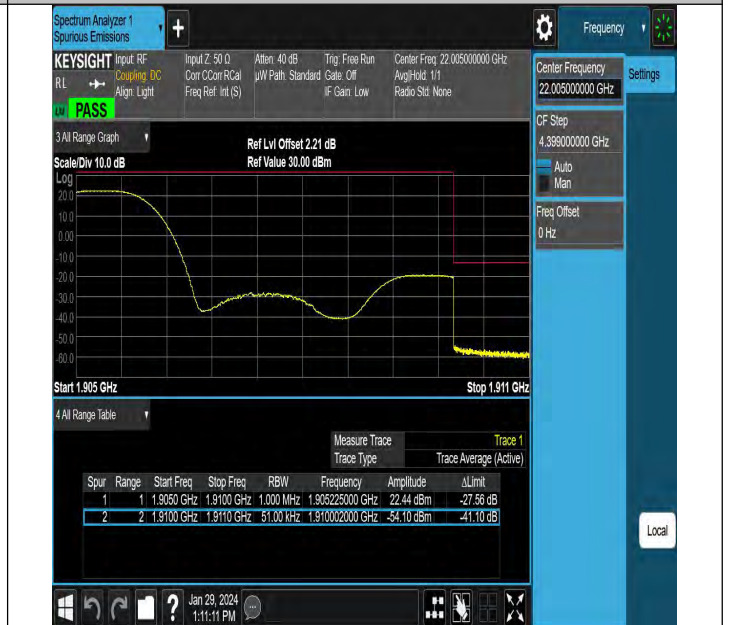 Spectrum Analyzer 1
Spurious Emissions
+
Frequency
KEYSIGHT
RL
Align: Light
Input: RF
Coupling: DC
Input Z: 50 Ω
Corr CCorr RCal
Freq Ref: Int (S)
Atten: 40 dB
µW Path: Standard
Trig: Free Run
Gate: Off
IF Gain: Low
Center Freq: 22.005000000 GHz
Avg|Hold: 1/1
Radio Std: None
PASS
Center Frequency
22.005000000 GHz
Settings
CF Step
4.399000000 GHz
Auto
Man
Freq Offset
0 Hz
3 All Range Graph
Scale/Div 10.0 dB
Ref Lvl Offset 2.21 dB
Ref Value 30.00 dBm
Log
20.0
10.0
0.00
-10.0
-20.0
-30.0
-40.0
-50.0
-60.0
Start 1.905 GHz
Stop 1.911 GHz
4 All Range Table
Measure Trace Trace 1
Trace Type Trace Average (Active)
Spur Range Start Freq Stop Freq RBW Frequency Amplitude ΔLimit
1 1 1.9050 GHz 1.9100 GHz 1.000 MHz 1.905225000 GHz 22.44 dBm -27.56 dB
2 2 1.9100 GHz 1.9110 GHz 51.00 kHz 1.910002000 GHz -54.10 dBm -41.10 dB
Local
?
Jan 29, 2024
1:11:11 PM